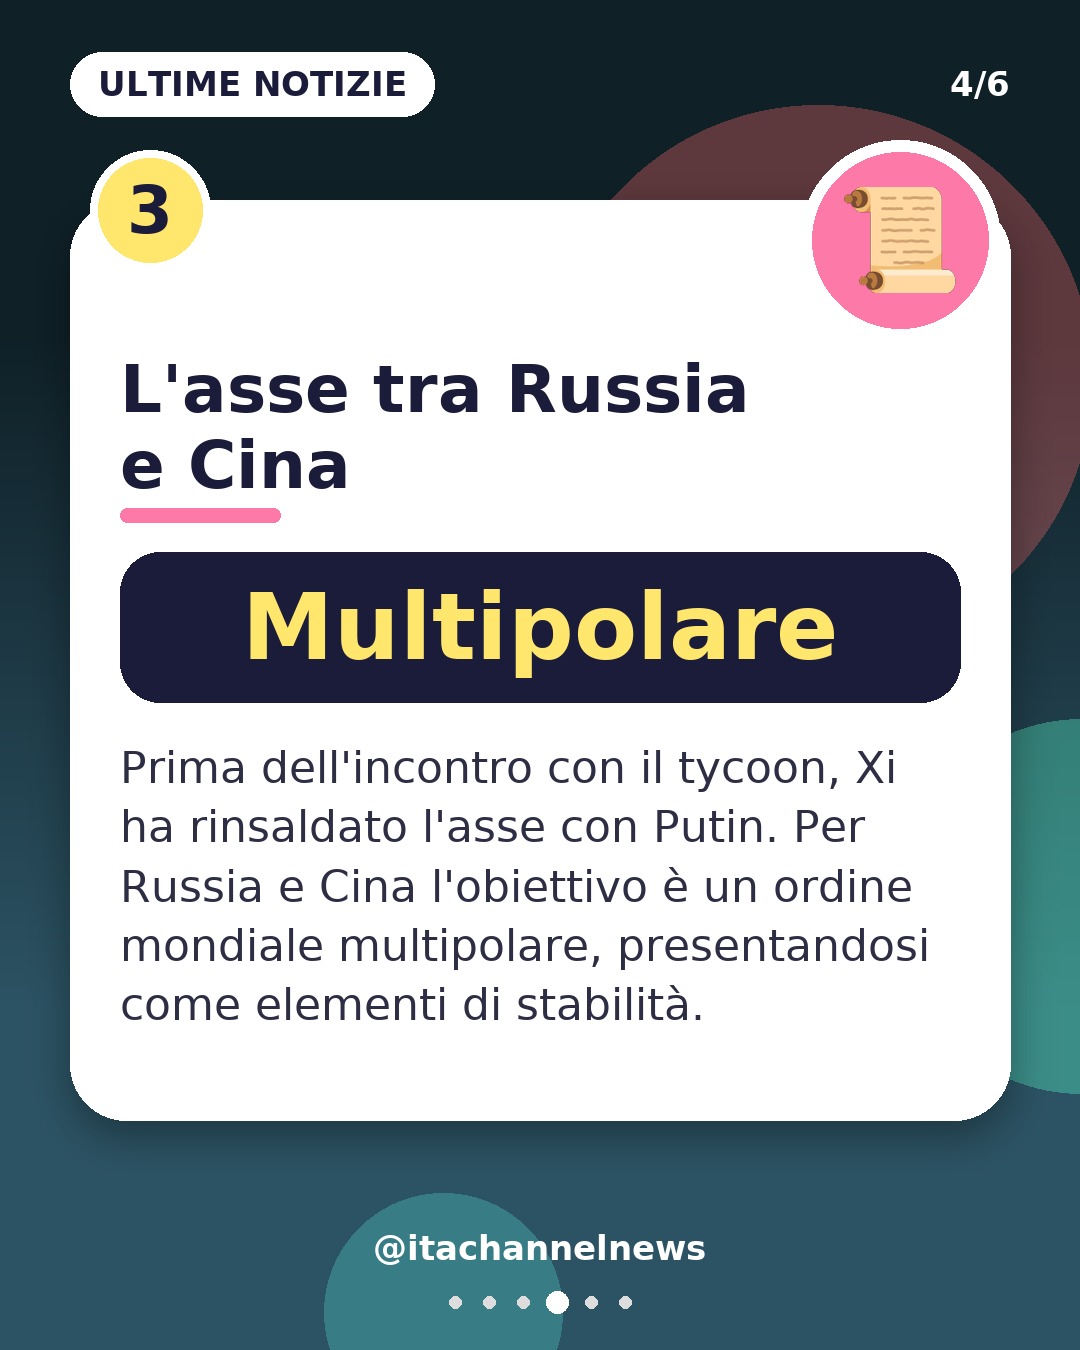 ULTIME NOTIZIE
4/6
3
L'asse tra Russia
e Cina
Multipolare
Prima dell'incontro con il tycoon, Xi
ha rinsaldato l'asse con Putin. Per
Russia e Cina l'obiettivo è un ordine
mondiale multipolare, presentandosi
come elementi di stabilità.
@itachannelnews